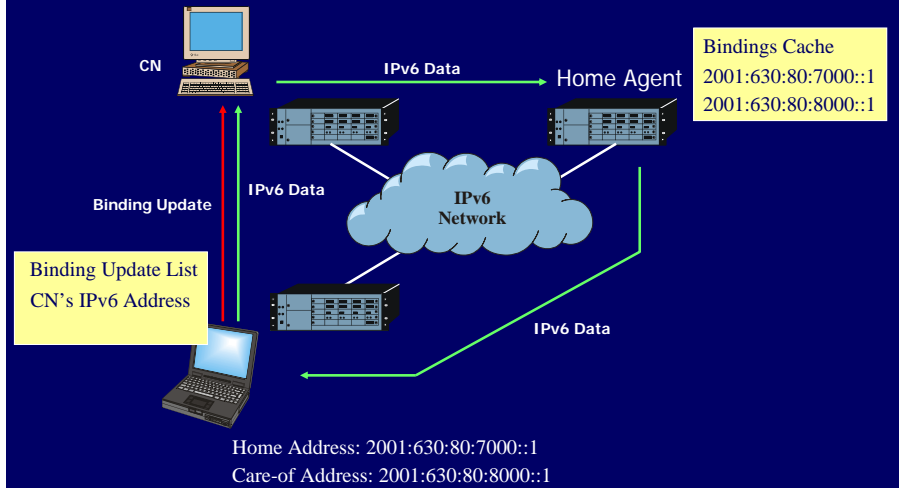 CN
IPv6 Data
Home Agent
Bindings Cache
2001:630:80:7000::1
2001:630:80:8000::1
Binding Update
IPv6 Data
IPv6
Network
Binding Update List
CN's IPv6 Address
IPv6 Data
Home Address: 2001:630:80:7000::1
Care-of Address: 2001:630:80:8000::1